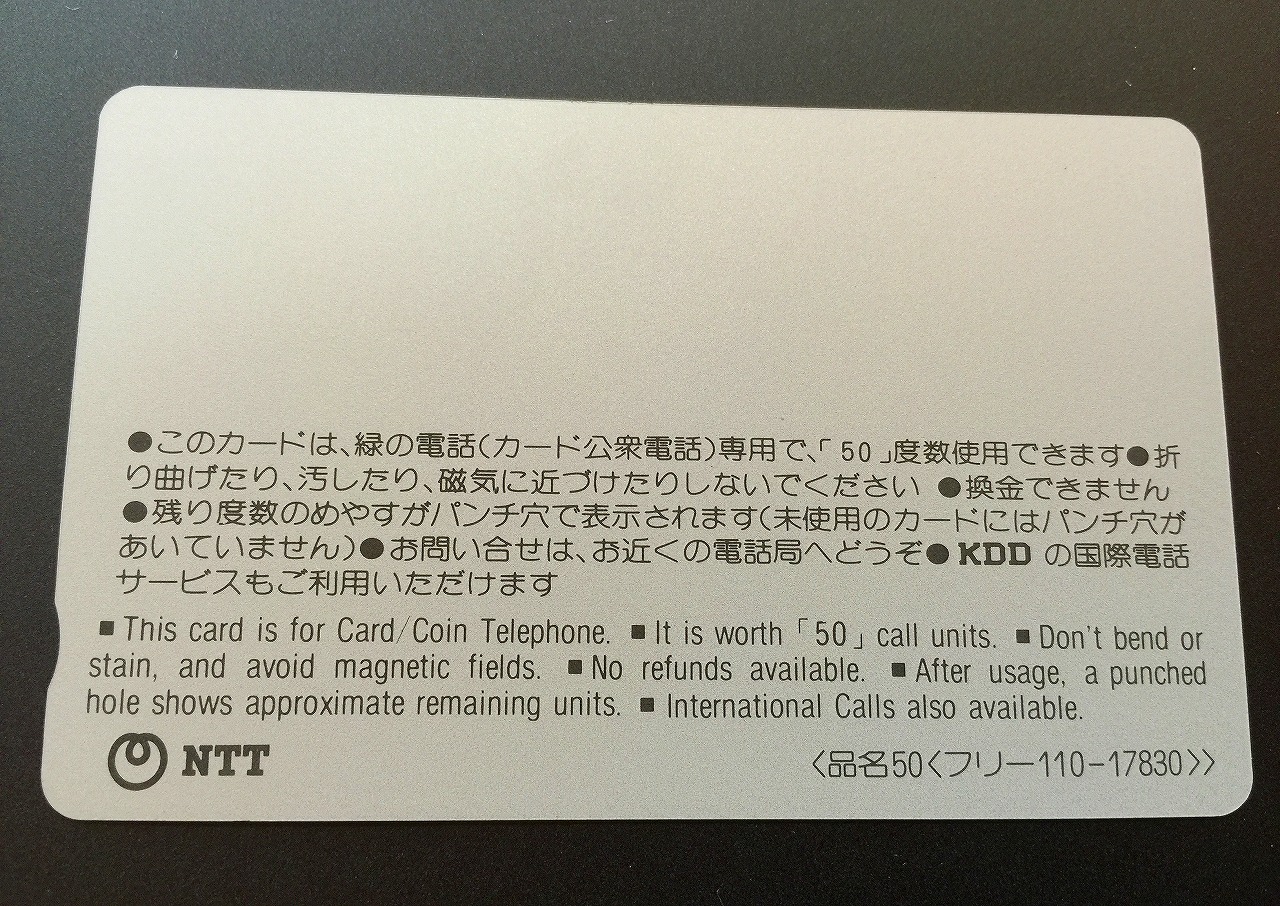 ●このカードは、緑の電話(カード公衆電話)専用で、「50」度数使用できます●折
り曲げたり、汚したり、磁気に近づけたりしないでください ●換金できません
●残り度数のめやすがパンチ穴で表示されます(未使用のカードにはパンチ穴が
あいていません)●お問い合せは、お近くの電話局へどうぞ●KDD の国際電話
サービスもご利用いただけます
■This card is for Card/Coin Telephone. ■It is worth「50」call units. ■Don't bend or
stain, and avoid magnetic fields. ■No refunds available. ■After usage, a punched
hole shows approximate remaining units. ■International Calls also available.
NTT
〈品名50〈フリー110-17830〉〉